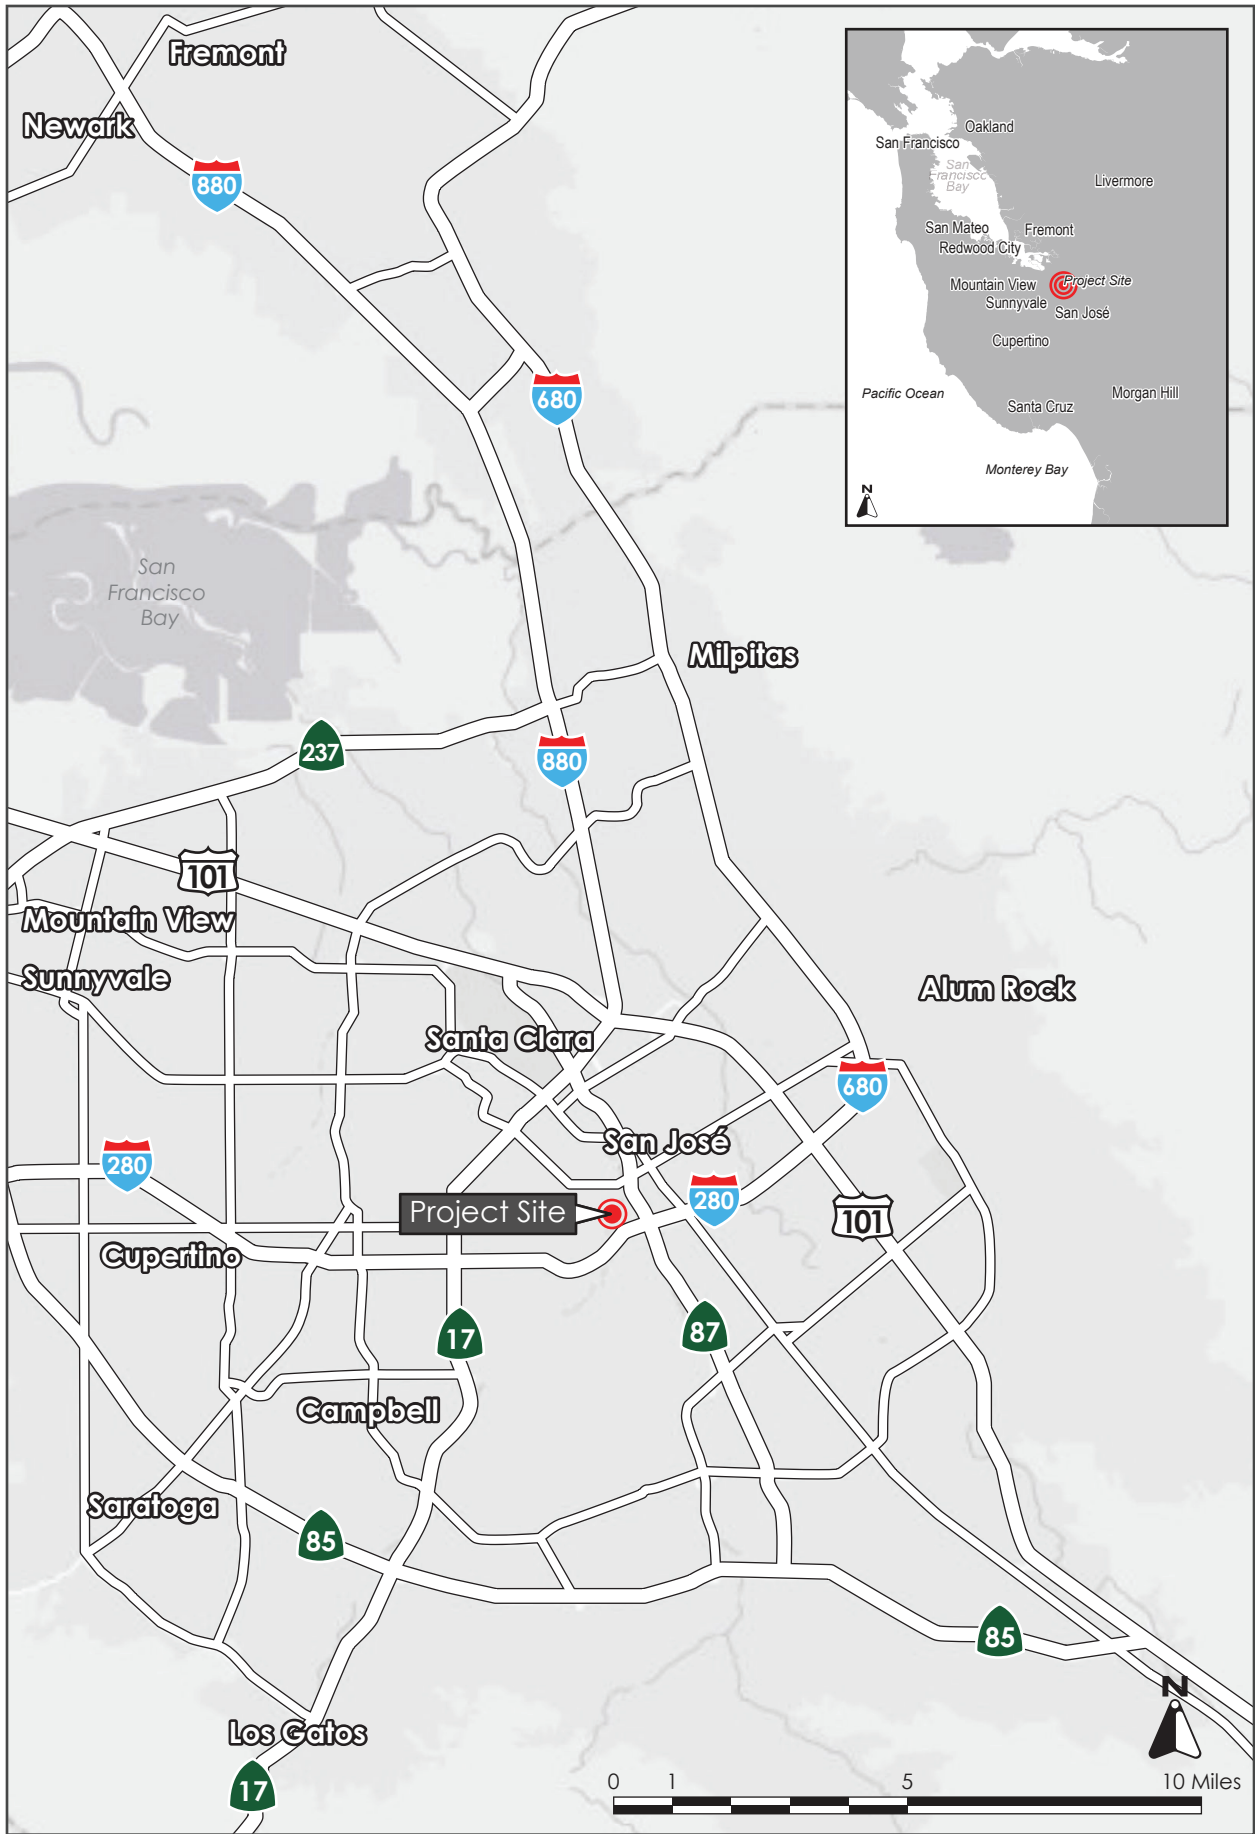 Fremont
Newark
880
San Francisco
Oakland
San
Francisco
Bay
Livermore
San Mateo
Fremont
Redwood City
Mountain View
Project Site
Sunnyvale
San José
Cupertino
Pacific Ocean
Morgan Hill
Santa Cruz
Monterey Bay
N
680
San
Francisco
Bay
Milpitas
237
880
101
Mountain View
Sunnyvale
Alum Rock
Santa Clara
680
San José
280
280
Project Site
101
Cupertino
17
87
Campbell
Saratoga
85
85
N
Los Gatos
17
0 1 5 10 Miles